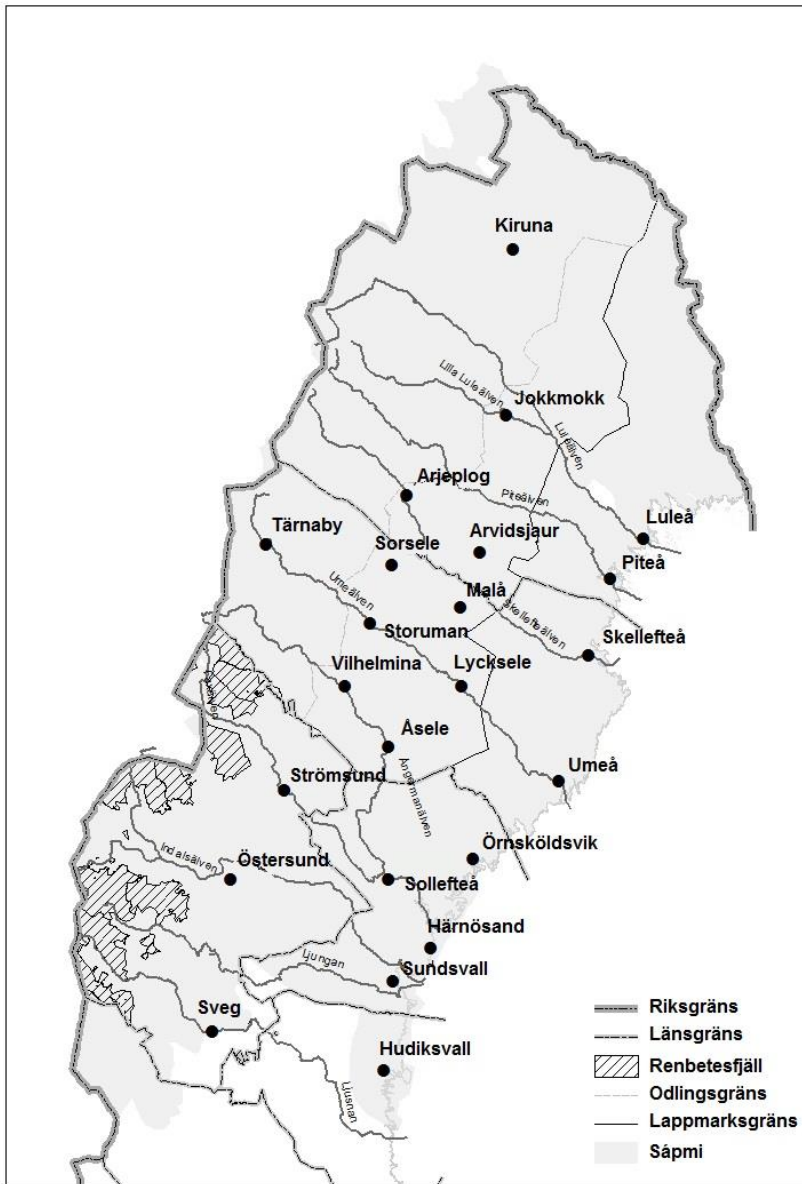 Kiruna
Lilla Luleälven
Jokkmokk
Luleälven
Arjeplog
Piteälven
Luleå
Tärnaby
Sorsele
Arvidsjaur
Piteå
Umeälven
Malå
Skellefteälven
Storuman
Skellefteå
Vilhelmina
Lycksele
Åsele
Strömsund
Umeå
Ångermanälven
Örnsköldsvik
Indalsälven
Östersund
Sollefteå
Härnösand
Ljungan
Sundsvall
Sveg
Hudiksvall
Ljusnan
Riksgräns
Länsgräns
Renbetesfjäll
Odlingsgräns
Lappmarksgräns
Sápmi